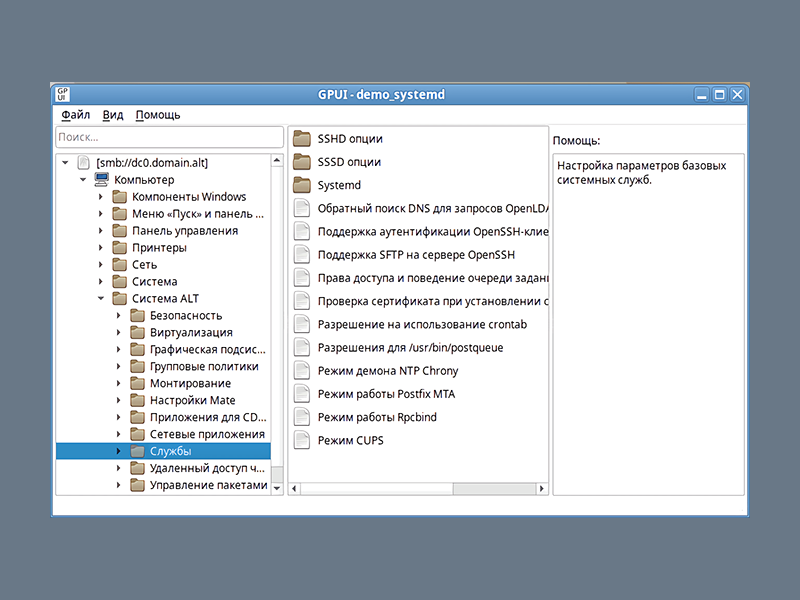 GPUI
GPUI - demo_systemd
Файл Вид Помощь
Поиск...
[smb://dc0.domain.alt]
Компьютер
Компоненты Windows
Меню «Пуск» и панель ...
Панель управления
Принтеры
Сеть
Система
Система ALT
Безопасность
Виртуализация
Графическая подсис...
Групповые политики
Монтирование
Настройки Mate
Приложения для CD...
Сетевые приложения
Службы
Удаленный доступ ч...
Управление пакетами
SSHD опции
SSSD опции
Systemd
Обратный поиск DNS для запросов OpenLDA
Поддержка аутентификации OpenSSH-клие
Поддержка SFTP на сервере OpenSSH
Права доступа и поведение очереди задани
Проверка сертификата при установлении с
Разрешение на использование crontab
Разрешения для /usr/bin/postqueue
Режим демона NTP Chrony
Режим работы Postfix MTA
Режим работы Rpcbind
Режим CUPS
Помощь:
Настройка параметров базовых
системных служб.